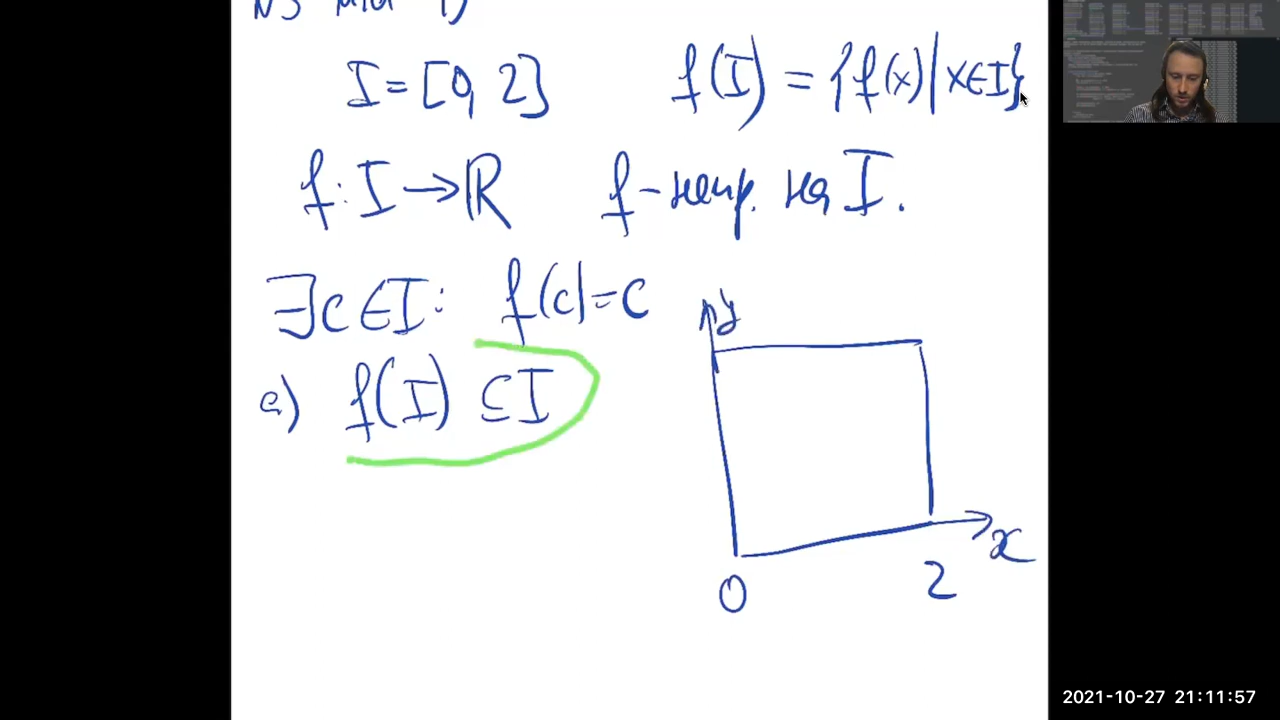 I = [0, 2]
f(I) = {f(x) | x ∈ I}
f: I → ℝ
f - непр. на I.
∃c ∈ I: f(c) = c
a) f(I) ⊆ I
y
x
0
2
2021-10-27 21:11:57